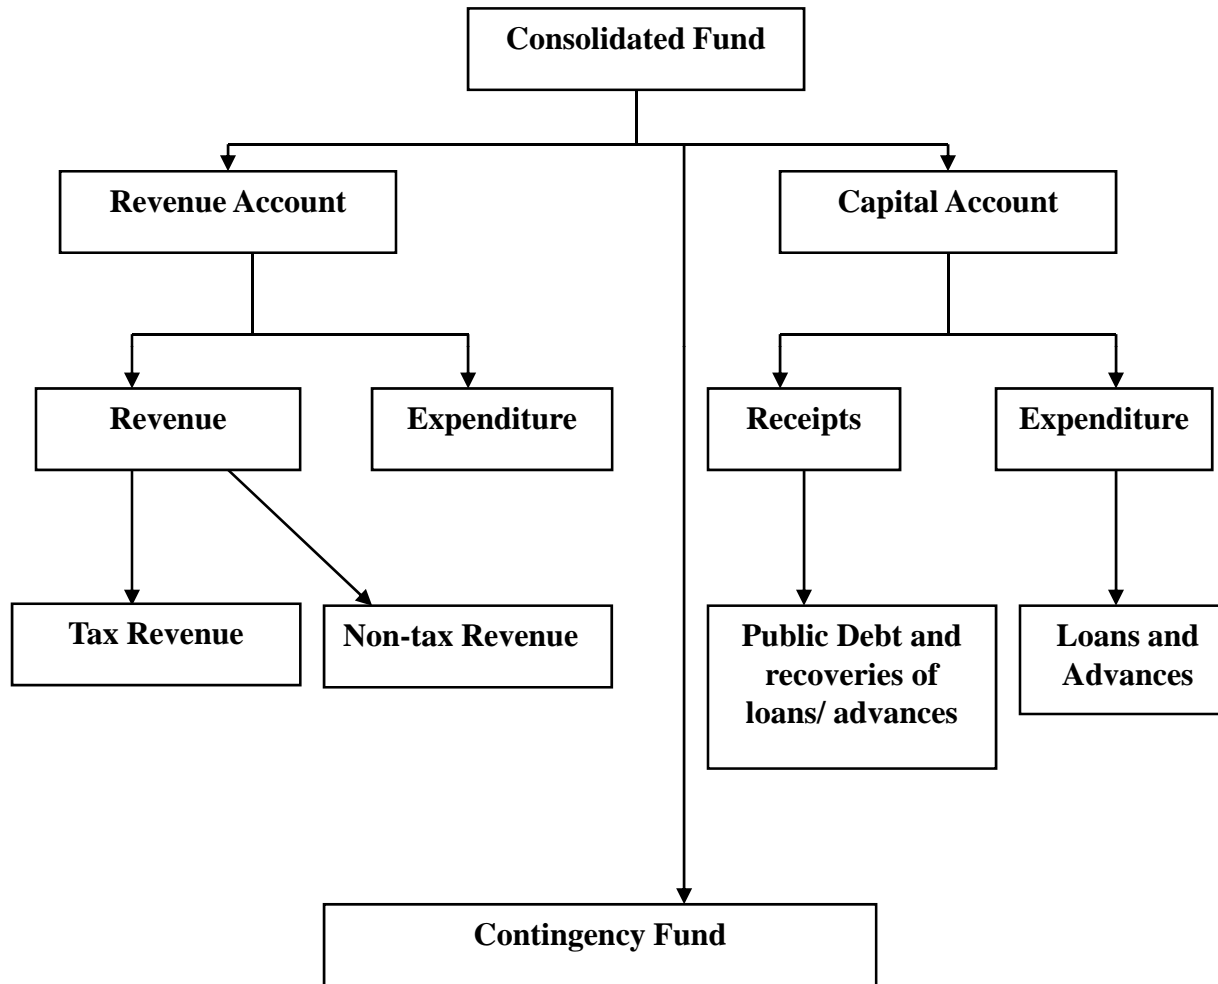 Consolidated Fund
Revenue Account
Capital Account
Revenue
Expenditure
Receipts
Expenditure
Tax Revenue
Non-tax Revenue
Public Debt and
recoveries of
loans/ advances
Loans and
Advances
Contingency Fund